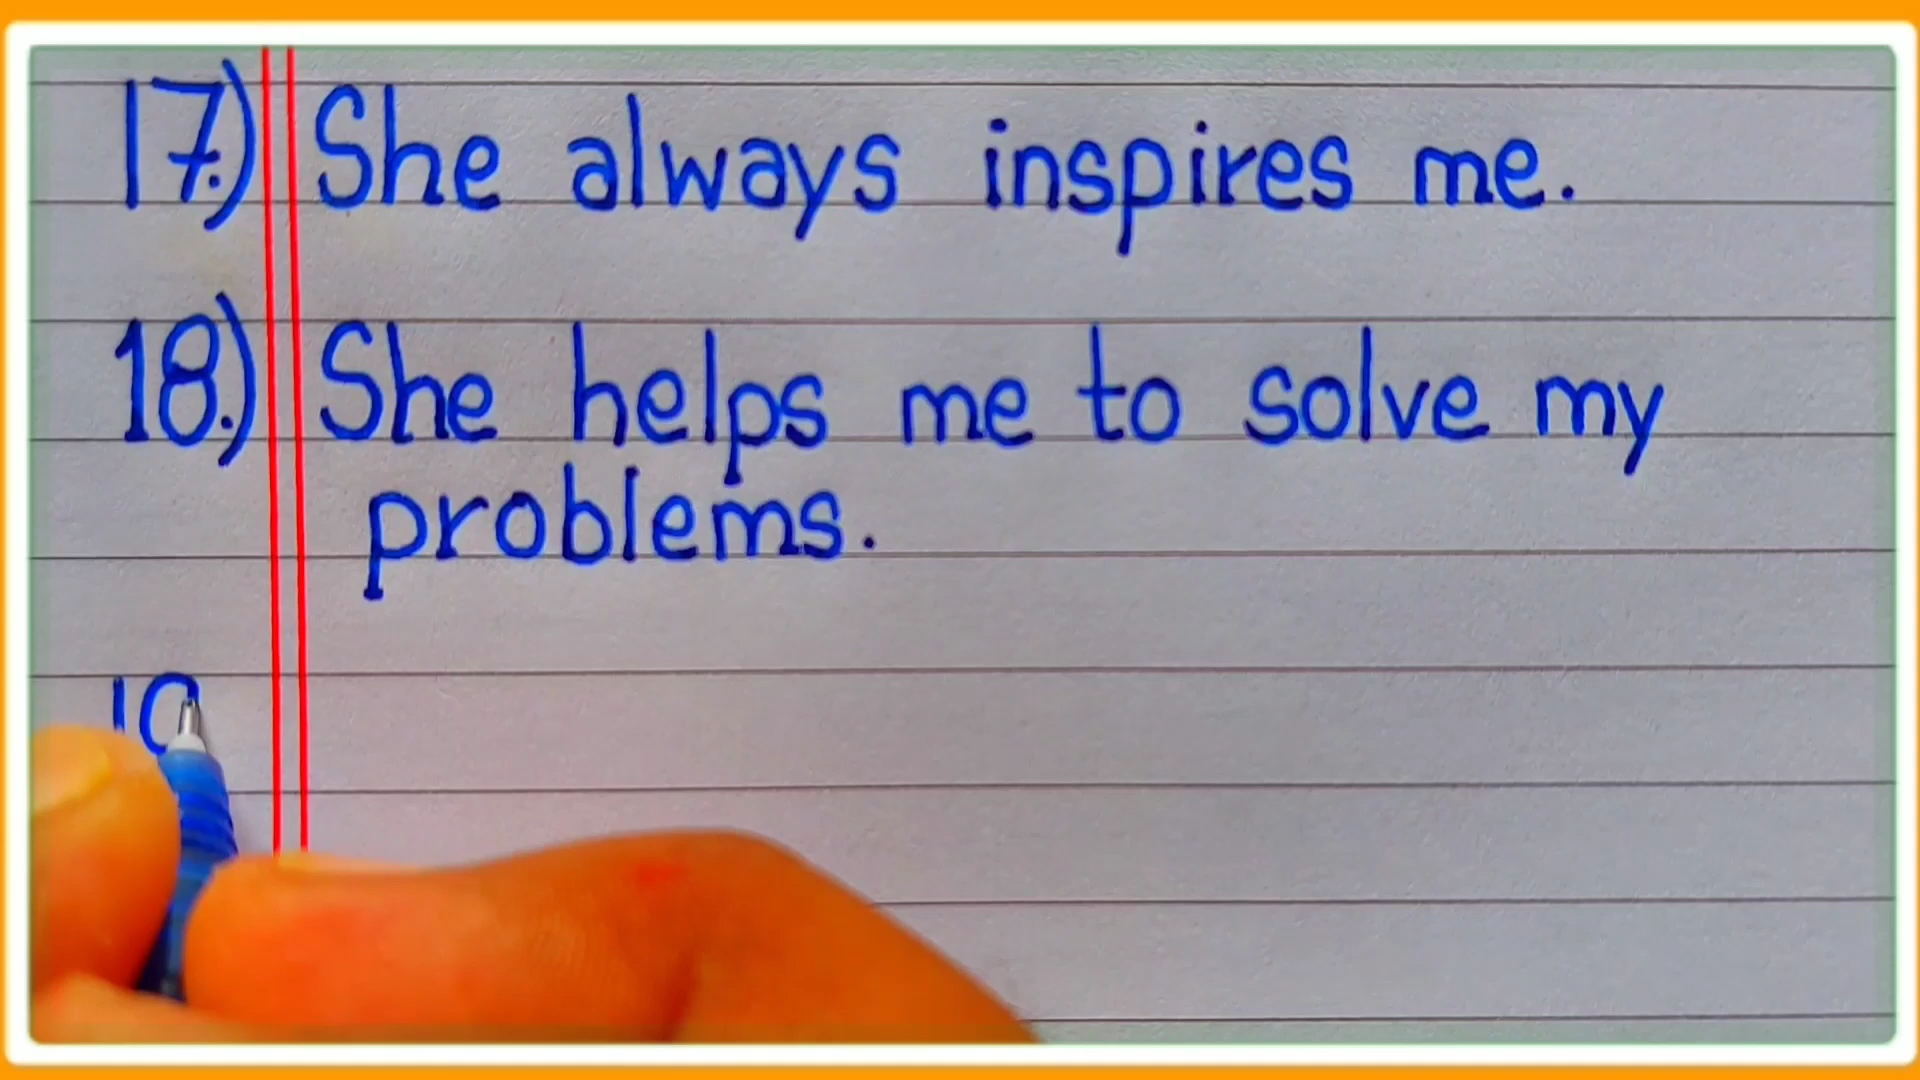 17.) She always inspires me.
18.) She helps me to solve my
problems.